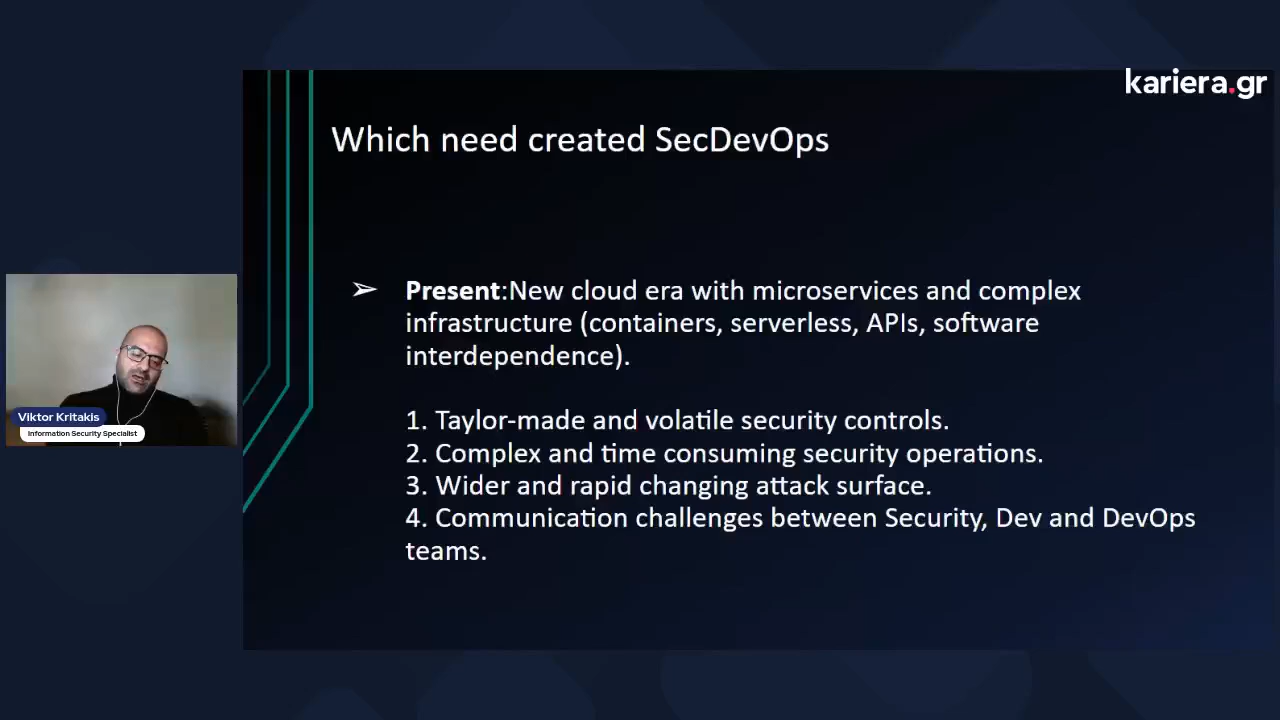 kariera.gr
Which need created SecDevOps
➢ Present:New cloud era with microservices and complex
infrastructure (containers, serverless, APIs, software
interdependence).
1. Taylor-made and volatile security controls.
2. Complex and time consuming security operations.
3. Wider and rapid changing attack surface.
4. Communication challenges between Security, Dev and DevOps
teams.
Viktor Kritakis
Information Security Specialist